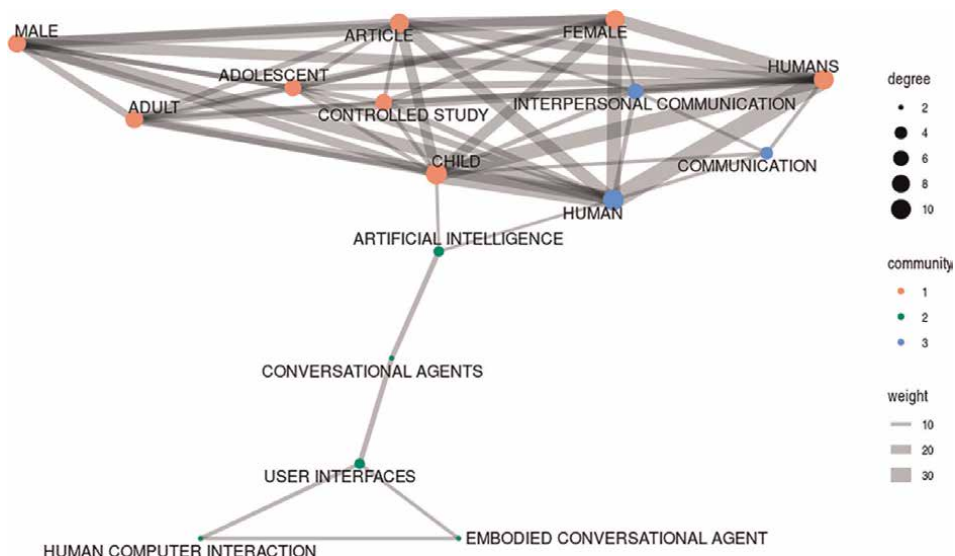 MALE
ARTICLE
FEMALE
HUMANS
ADOLESCENT
ADULT
CONTROLLED STUDY
INTERPERSONAL COMMUNICATION
CHILD
COMMUNICATION
HUMAN
ARTIFICIAL INTELLIGENCE
CONVERSATIONAL AGENTS
USER INTERFACES
HUMAN COMPUTER INTERACTION
EMBODIED CONVERSATIONAL AGENT
degree
2
4
6
8
10
community
1
2
3
weight
10
20
30